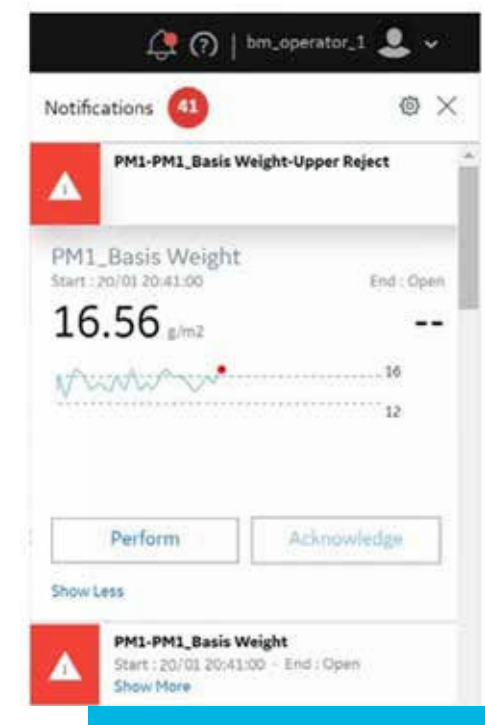 bm_operator_1
Notifications 41
PM1-PM1_Basis Weight-Upper Reject
PM1_Basis Weight
Start : 20/01 20:41:00 End : Open
16.56 g/m2 --
16
12
Perform Acknowledge
Show Less
PM1-PM1_Basis Weight
Start : 20/01 20:41:00 - End : Open
Show More